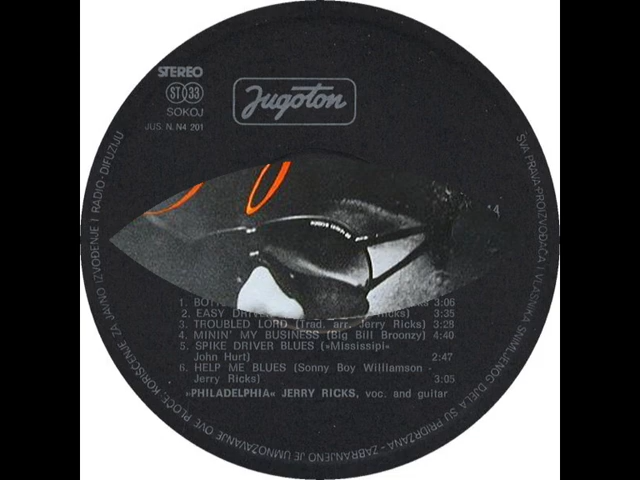 STEREO
Jugoton
ST 33
SOKOJ
JUS. N. N4 201
1. BOTT 3:06
2. EASY DRIVE Ricks) 3:35
3. TROUBLED LORD (Trad. arr. Jerry Ricks) 3:28
4. MININ' MY BUSINESS (Big Bill Broonzy) 4:40
5. SPIKE DRIVER BLUES (»Mississipi«
John Hurt) 2:47
6. HELP ME BLUES (Sonny Boy Williamson -
Jerry Ricks) 3:05
»PHILADELPHIA« JERRY RICKS, voc. and guitar
SVA PRAVA PROIZVOĐAČA I VLASNIKA SNIMLJENOG DJELA SU PRIDRŽANA - ZABRANJENO JE UMNOŽAVANJE OVE PLOČE, KORIŠĆENJE ZA JAVNO IZVOĐENJE I RADIO-DIFUZIJU